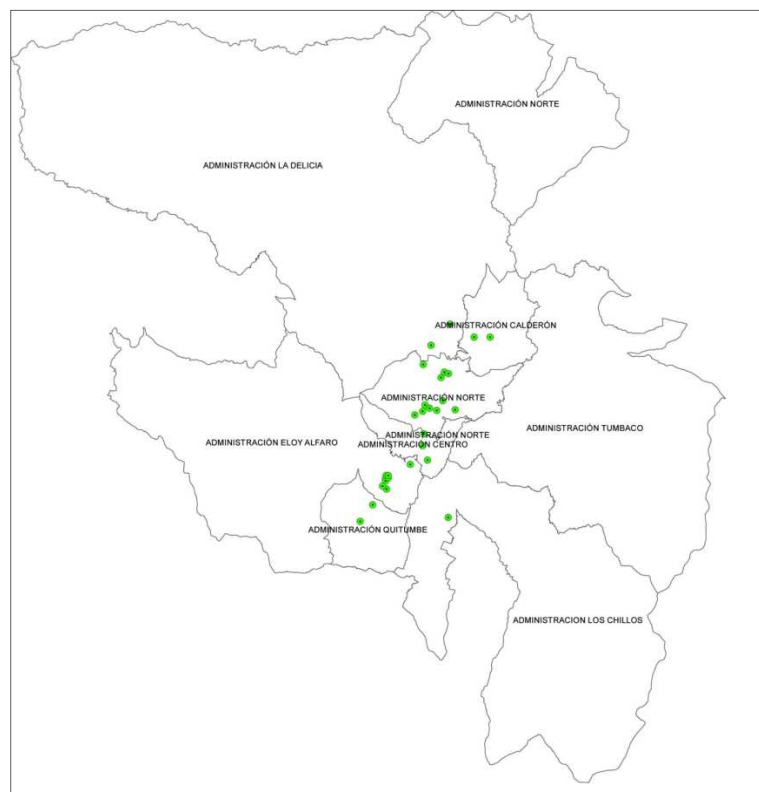 ADMINISTRACIÓN NORTE
ADMINISTRACIÓN LA DELICIA
ADMINISTRACIÓN CALDERÓN
ADMINISTRACIÓN NORTE
ADMINISTRACIÓN TUMBACO
ADMINISTRACIÓN NORTE
ADMINISTRACIÓN ELOY ALFARO
ADMINISTRACIÓN CENTRO
ADMINISTRACIÓN QUITUMBE
ADMINISTRACION LOS CHILLOS